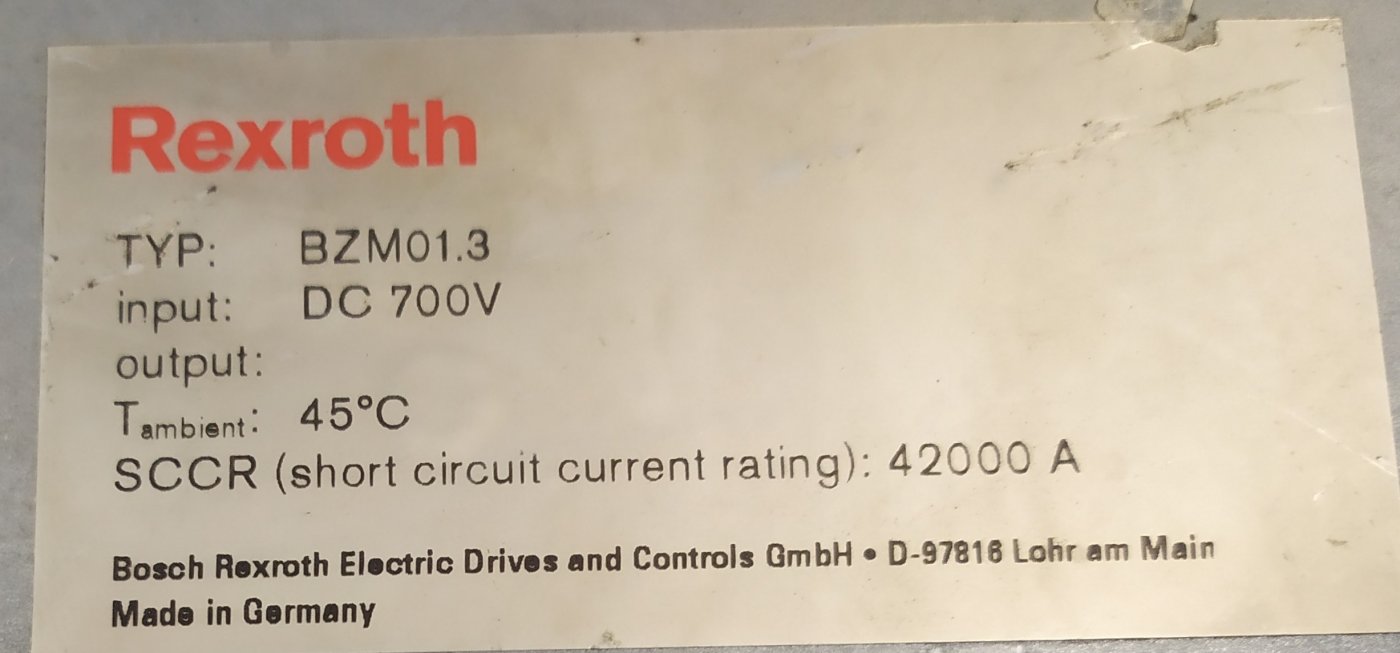 Rexroth
TYP: BZM01.3
input: DC 700V
output:
Tambient: 45°C
SCCR (short circuit current rating): 42000 A
Bosch Rexroth Electric Drives and Controls GmbH • D-97816 Lohr am Main
Made in Germany